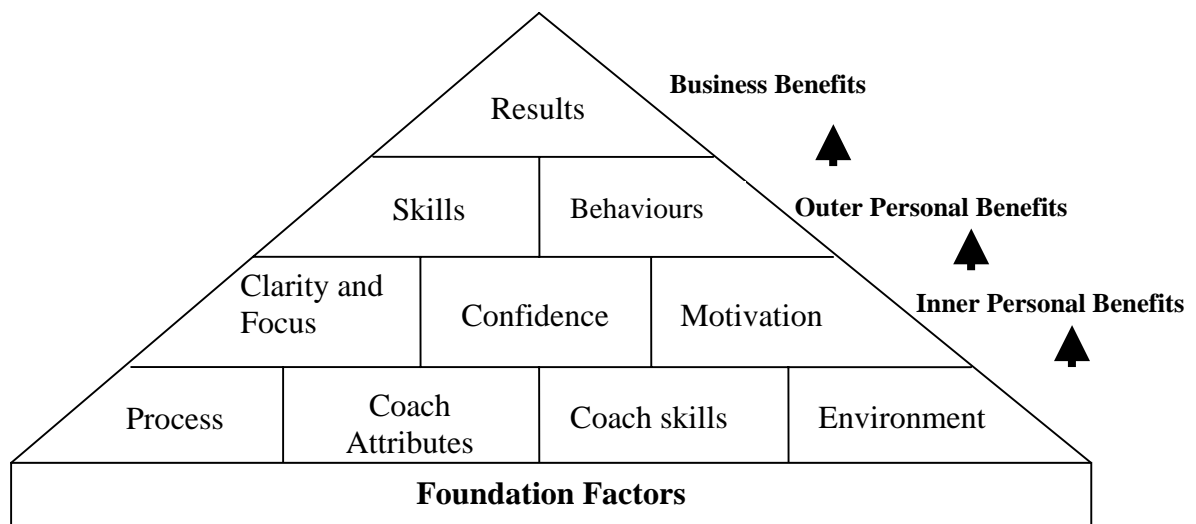 Business Benefits
Results
Skills
Behaviours
Outer Personal Benefits
Clarity and
Focus
Confidence
Motivation
Inner Personal Benefits
Process
Coach
Attributes
Coach skills
Environment
Foundation Factors